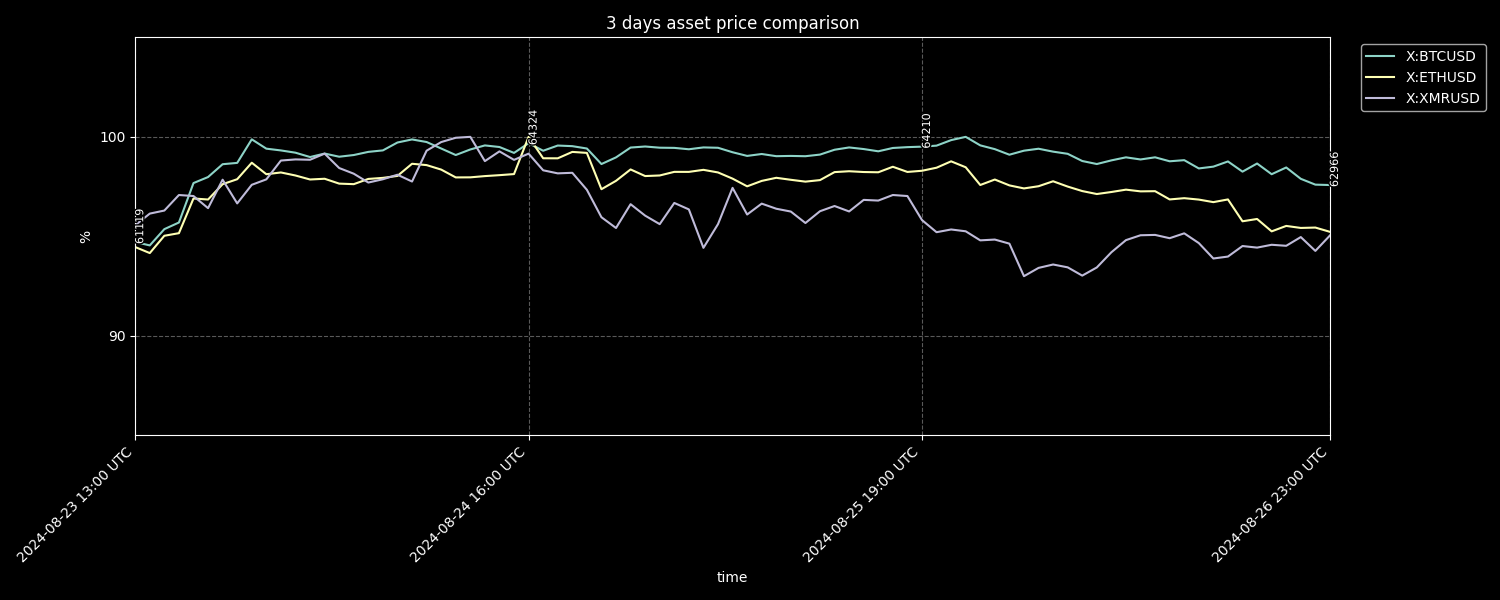 3 days asset price comparison
X:BTCUSD
X:ETHUSD
X:XMRUSD
100
90
%
61119
64324
64210
62966
2024-08-23 13:00 UTC
2024-08-24 16:00 UTC
2024-08-25 19:00 UTC
2024-08-26 23:00 UTC
time